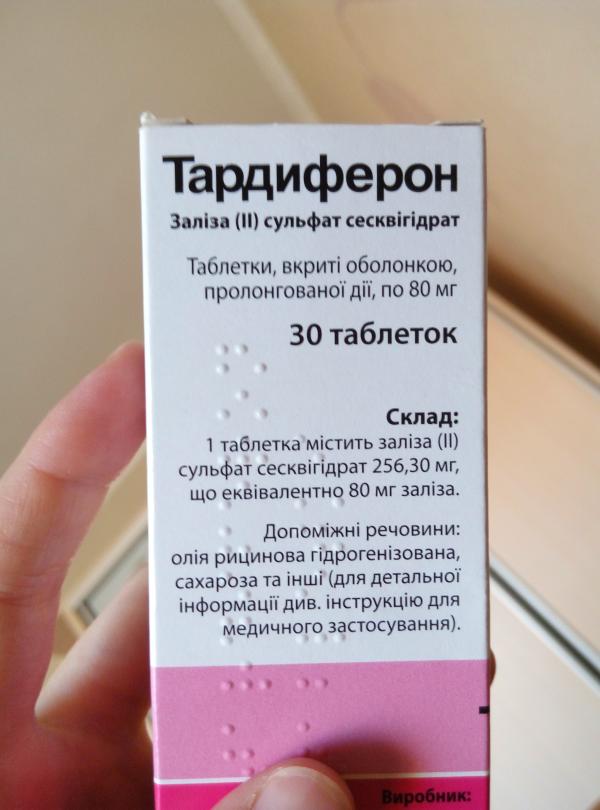 Тардиферон
Заліза (II) сульфат сесквігідрат
Таблетки, вкриті оболонкою,
пролонгованої дії, по 80 мг
30 таблеток
Склад:
1 таблетка містить заліза (II)
сульфат сесквігідрат 256,30 мг,
що еквівалентно 80 мг заліза.
Допоміжні речовини:
олія рицинова гідрогенізована,
сахароза та інші (для детальної
інформації див. інструкцію для
медичного застосування).
Виробник: